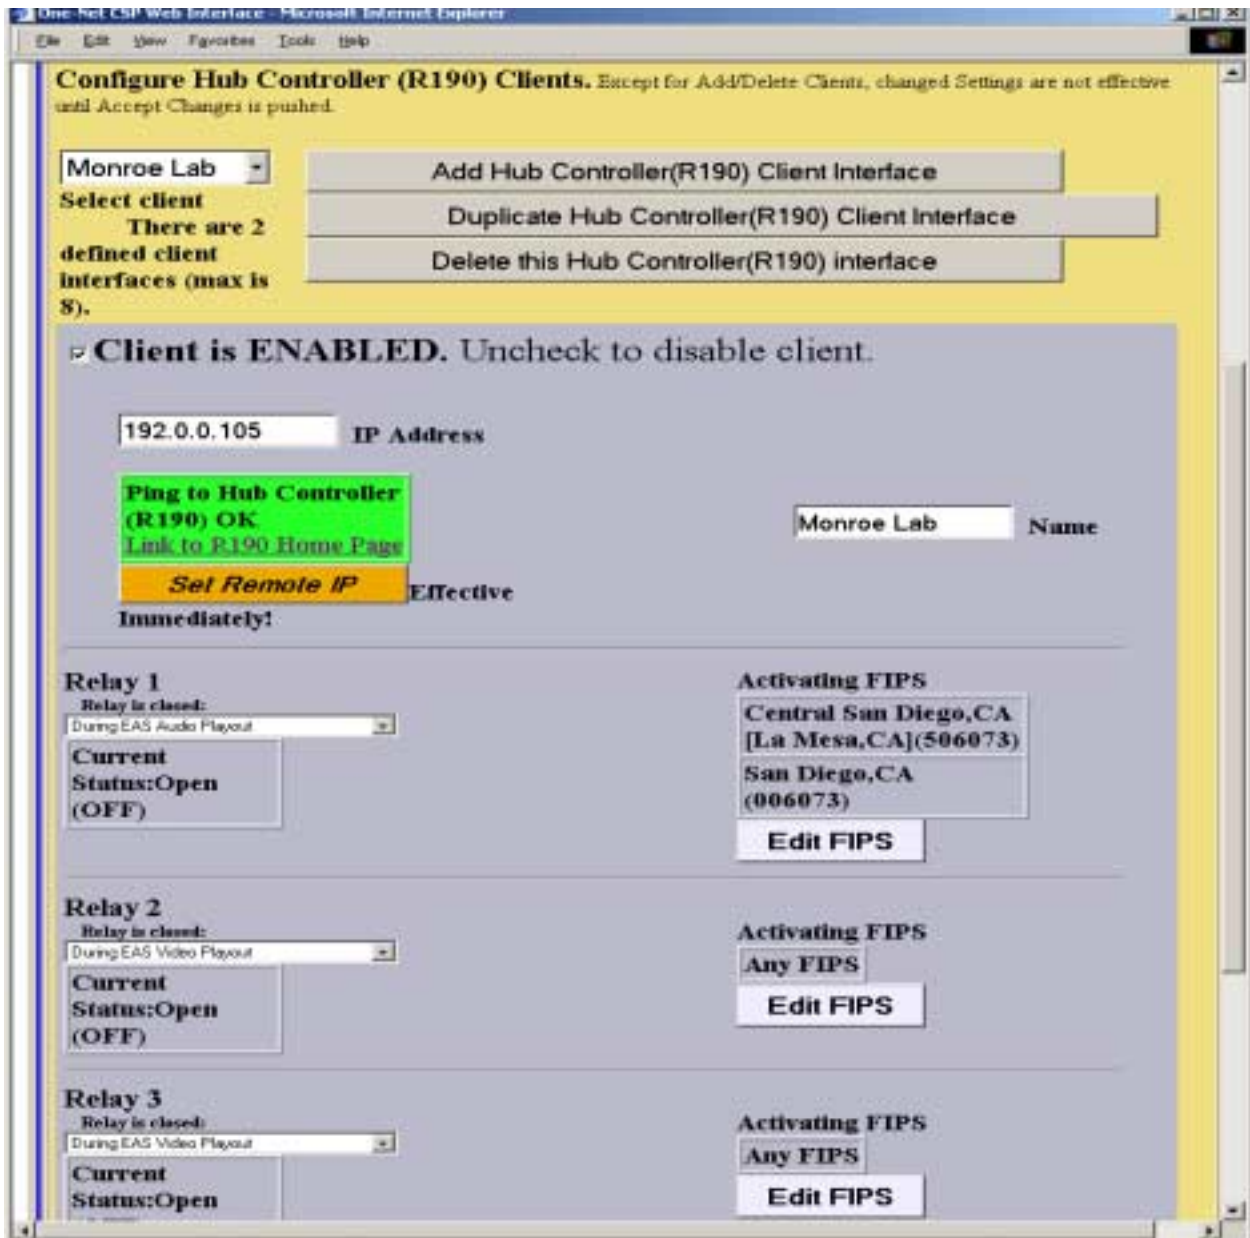 One-Net CSP Web Interface - Microsoft Internet Explorer
File Edit View Favorites Tools Help
Configure Hub Controller (R190) Clients. Except for Add/Delete Clients, changed Settings are not effective
until Accept Changes is pushed.
Monroe Lab
Add Hub Controller(R190) Client Interface
Select client
Duplicate Hub Controller(R190) Client Interface
There are 2
defined client
Delete this Hub Controller(R190) interface
interfaces (max is
8).
Client is ENABLED. Uncheck to disable client.
192.0.0.105 IP Address
Ping to Hub Controller
(R190) OK
Link to R190 Home Page
Monroe Lab Name
Set Remote IP Effective
Immediately!
Relay 1
Relay is closed:
During EAS Audio Playout
Current
Status:Open
(OFF)
Activating FIPS
Central San Diego,CA
[La Mesa,CA](506073)
San Diego,CA
(006073)
Edit FIPS
Relay 2
Relay is closed:
During EAS Video Playout
Current
Status:Open
(OFF)
Activating FIPS
Any FIPS
Edit FIPS
Relay 3
Relay is closed:
During EAS Video Playout
Current
Status:Open
Activating FIPS
Any FIPS
Edit FIPS